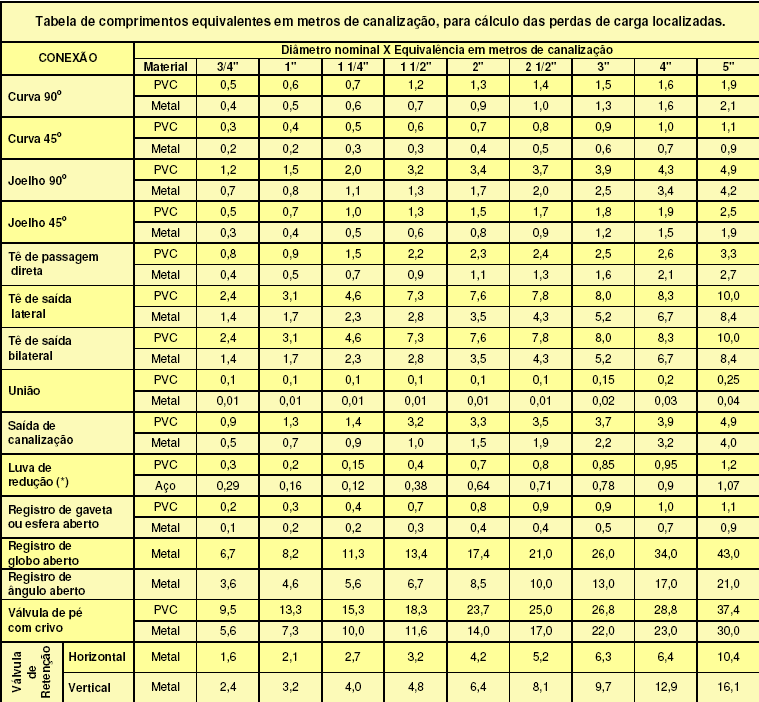 Tabela de comprimentos equivalentes em metros de canalização, para cálculo das perdas de carga localizadas.
CONEXÃO Diâmetro nominal X Equivalência em metros de canalização
Material 3/4" 1" 1 1/4" 1 1/2" 2" 2 1/2" 3" 4" 5"
Curva 90º PVC 0,5 0,6 0,7 1,2 1,3 1,4 1,5 1,6 1,9
Metal 0,4 0,5 0,6 0,7 0,9 1,0 1,3 1,6 2,1
Curva 45º PVC 0,3 0,4 0,5 0,6 0,7 0,8 0,9 1,0 1,1
Metal 0,2 0,2 0,3 0,3 0,4 0,5 0,6 0,7 0,9
Joelho 90º PVC 1,2 1,5 2,0 3,2 3,4 3,7 3,9 4,3 4,9
Metal 0,7 0,8 1,1 1,3 1,7 2,0 2,5 3,4 4,2
Joelho 45º PVC 0,5 0,7 1,0 1,3 1,5 1,7 1,8 1,9 2,5
Metal 0,3 0,4 0,5 0,6 0,8 0,9 1,2 1,5 1,9
Tê de passagem PVC 0,8 0,9 1,5 2,2 2,3 2,4 2,5 2,6 3,3
direta Metal 0,4 0,5 0,7 0,9 1,1 1,3 1,6 2,1 2,7
Tê de saída PVC 2,4 3,1 4,6 7,3 7,6 7,8 8,0 8,3 10,0
lateral Metal 1,4 1,7 2,3 2,8 3,5 4,3 5,2 6,7 8,4
Tê de saída PVC 2,4 3,1 4,6 7,3 7,6 7,8 8,0 8,3 10,0
bilateral Metal 1,4 1,7 2,3 2,8 3,5 4,3 5,2 6,7 8,4
União PVC 0,1 0,1 0,1 0,1 0,1 0,1 0,15 0,2 0,25
Metal 0,01 0,01 0,01 0,01 0,01 0,01 0,02 0,03 0,04
Saída de PVC 0,9 1,3 1,4 3,2 3,3 3,5 3,7 3,9 4,9
canalização Metal 0,5 0,7 0,9 1,0 1,5 1,9 2,2 3,2 4,0
Luva de PVC 0,3 0,2 0,15 0,4 0,7 0,8 0,85 0,95 1,2
redução (*) Aço 0,29 0,16 0,12 0,38 0,64 0,71 0,78 0,9 1,07
Registro de gaveta PVC 0,2 0,3 0,4 0,7 0,8 0,9 0,9 1,0 1,1
ou esfera aberto Metal 0,1 0,2 0,2 0,3 0,4 0,4 0,5 0,7 0,9
Registro de
globo aberto Metal 6,7 8,2 11,3 13,4 17,4 21,0 26,0 34,0 43,0
Registro de
ângulo aberto Metal 3,6 4,6 5,6 6,7 8,5 10,0 13,0 17,0 21,0
Válvula de pé PVC 9,5 13,3 15,3 18,3 23,7 25,0 26,8 28,8 37,4
com crivo Metal 5,6 7,3 10,0 11,6 14,0 17,0 22,0 23,0 30,0
Válvula
de
Retenção
Horizontal Metal 1,6 2,1 2,7 3,2 4,2 5,2 6,3 6,4 10,4
Vertical Metal 2,4 3,2 4,0 4,8 6,4 8,1 9,7 12,9 16,1